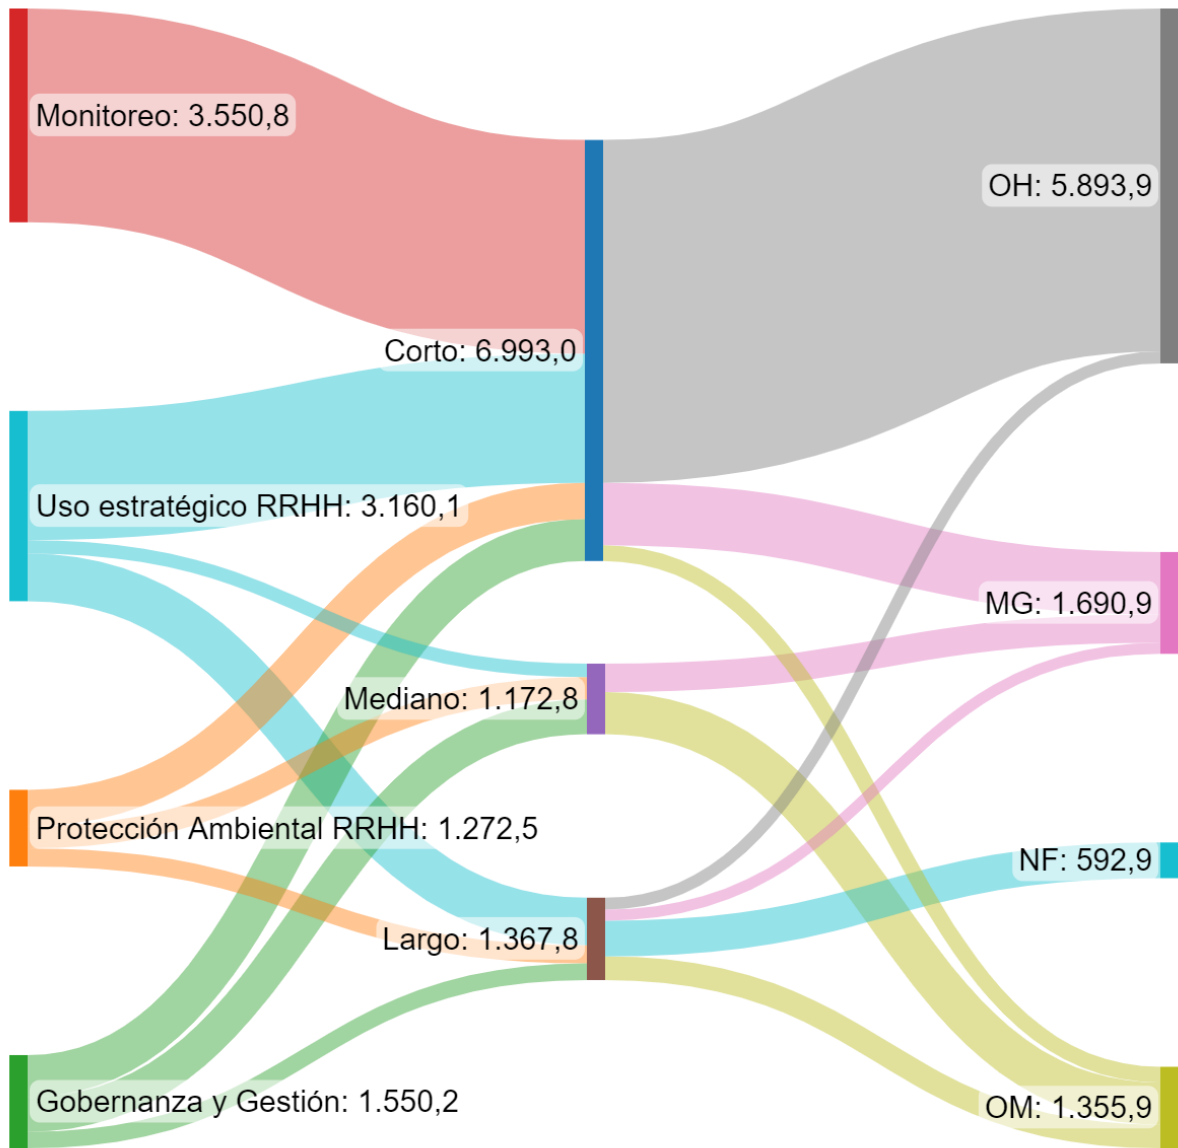 Monitoreo: 3.550,8
OH: 5.893,9
Corto: 6.993,0
Uso estratégico RRHH: 3.160,1
MG: 1.690,9
Mediano: 1.172,8
Protección Ambiental RRHH: 1.272,5
NF: 592,9
Largo: 1.367,8
Gobernanza y Gestión: 1.550,2
OM: 1.355,9